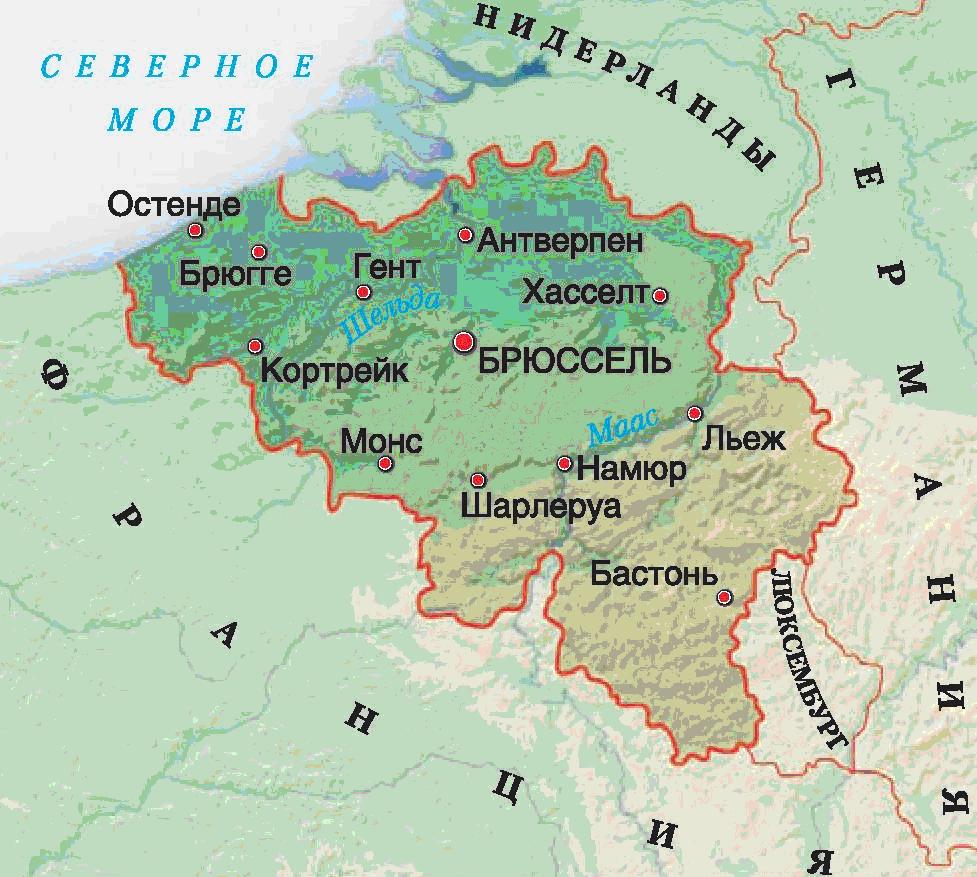 СЕВЕРНОЕ
МОРЕ
НИДЕРЛАНДЫ
ГЕРМАНИЯ
Остенде
Брюгге
Гент
Антверпен
Хасселт
Шельда
Кортрейк
БРЮССЕЛЬ
Маас
Льеж
Монс
Намюр
Шарлеруа
Бастонь
ЛЮКСЕМБУРГ
ФРАНЦИЯ